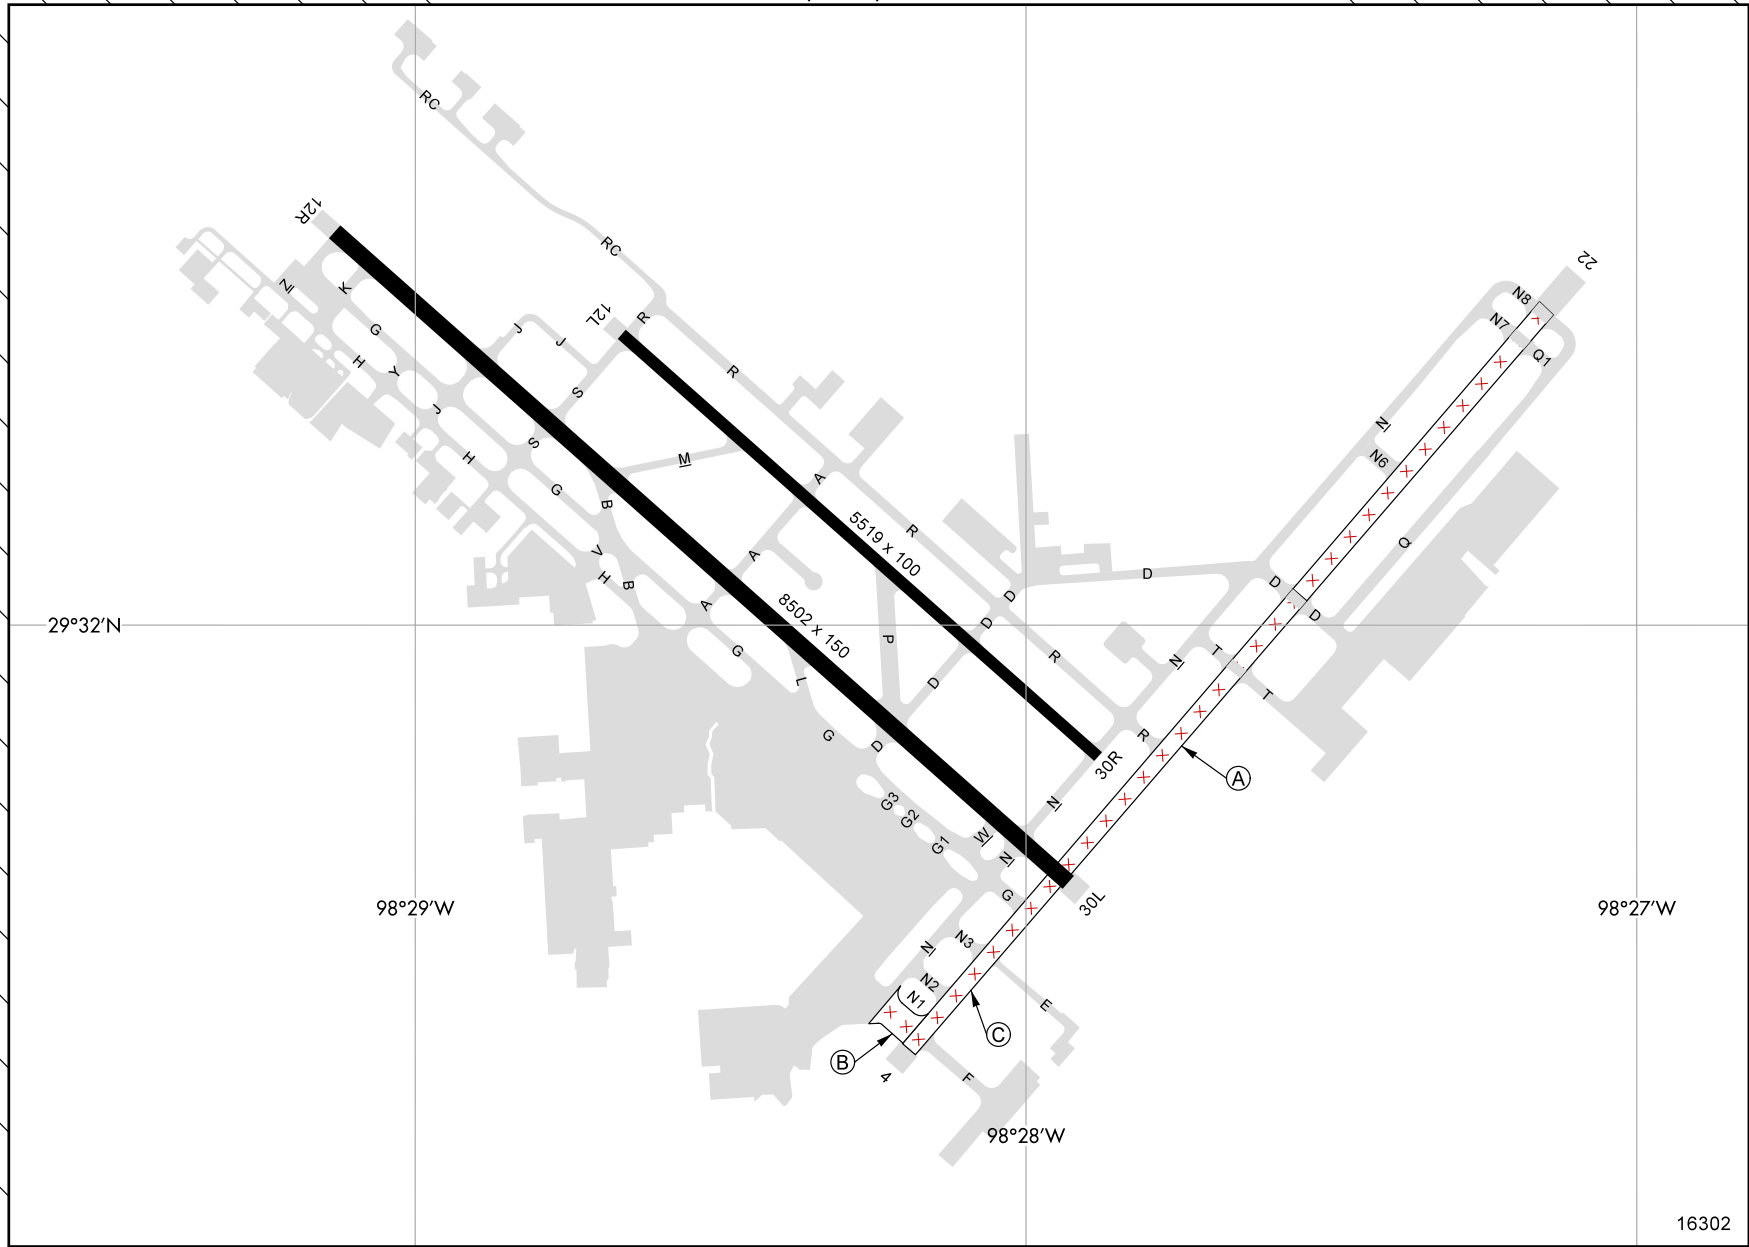 RC
12R
RC
22
N
K
12L
R
N8
G
J
J
N7
Q1
H
Y
R
S
J
N
S
H
M
N6
G
A
B
5519 x 100
R
Q
V
A
H
B
D
D
D
8502 x 150
A
D
D
29°32'N
P
G
R
N
T
L
D
T
G
D
R
30R
A
G3
N
G2
W
G1
N
G
30L
98°29'W
98°27'W
N
N3
N2
N1
E
C
B
4
F
98°28'W
16302